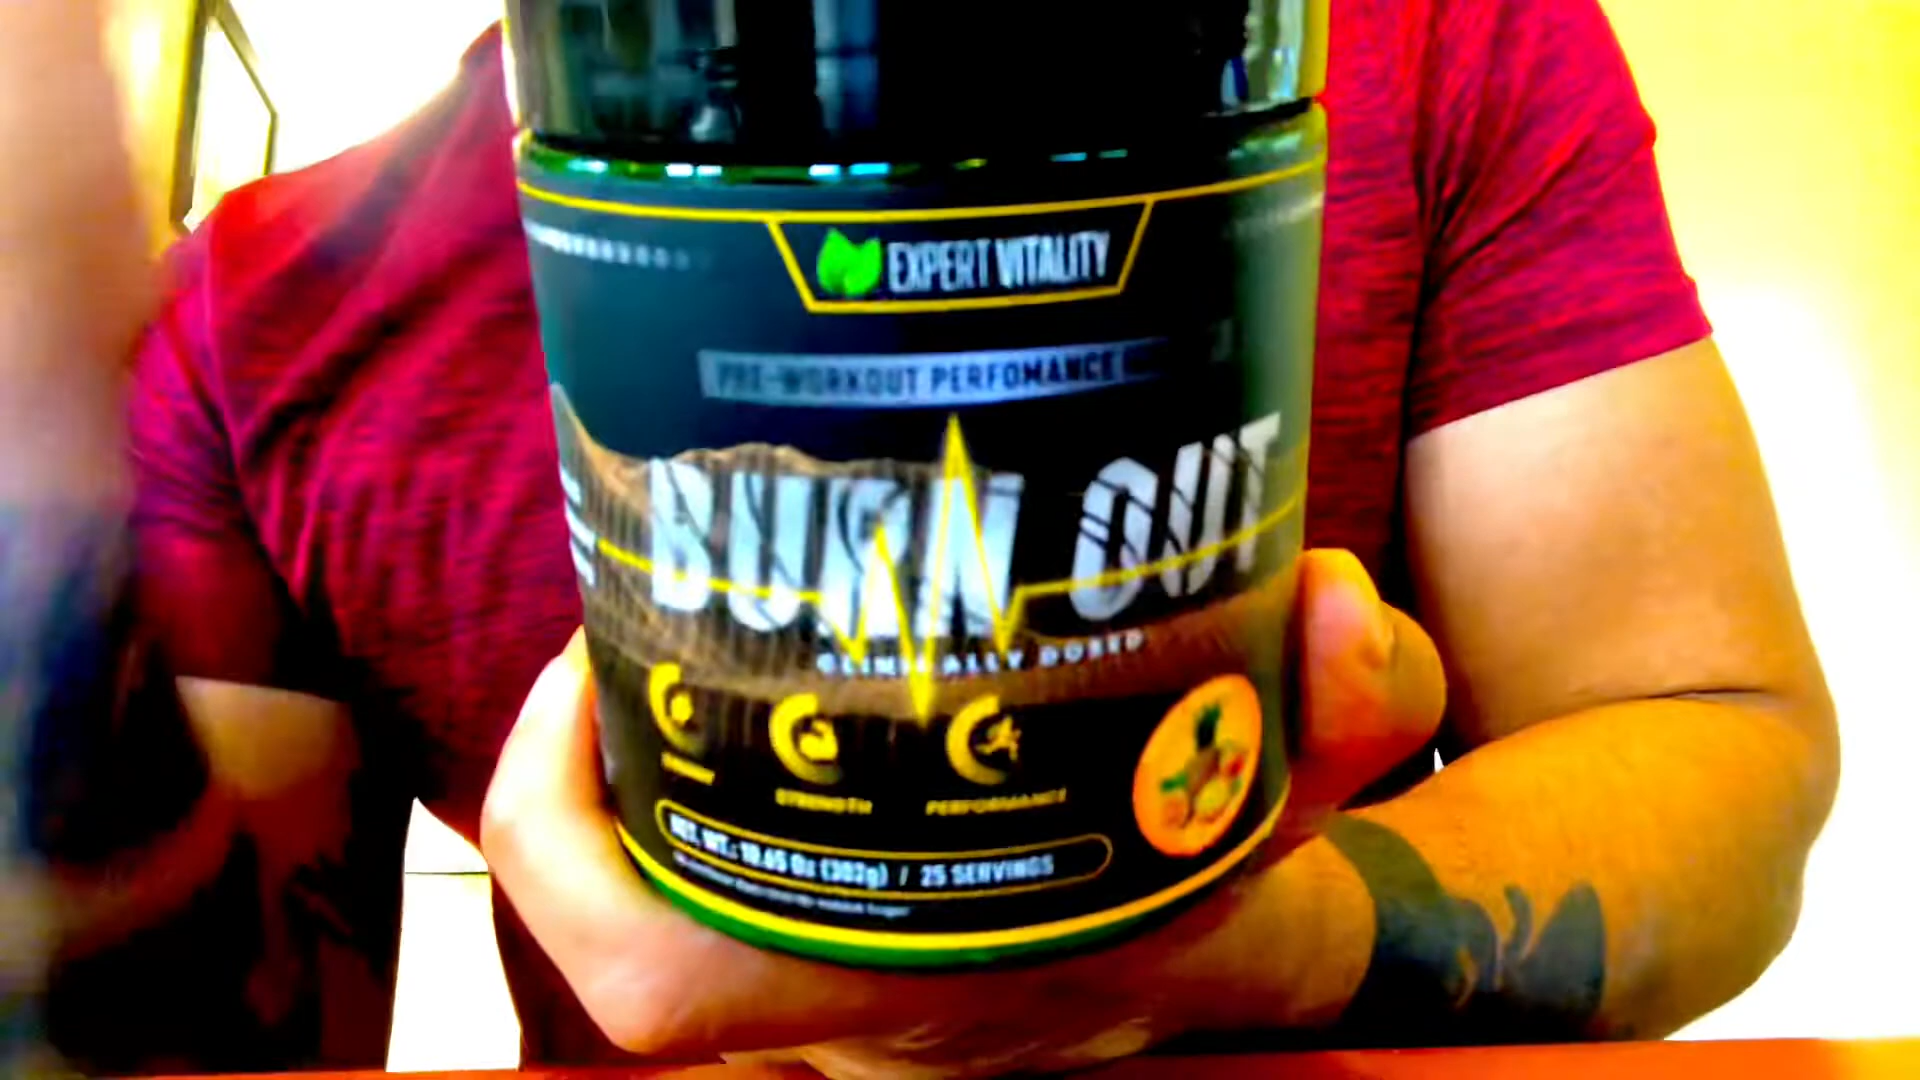 EXPERT VITALITY
PRE-WORKOUT PERFOMANCE
BURN OUT
CLINICALLY DOSED
STRENGTH
PERFORMANCE
NET. WT.: 10.65 Oz (302g) / 25 SERVINGS